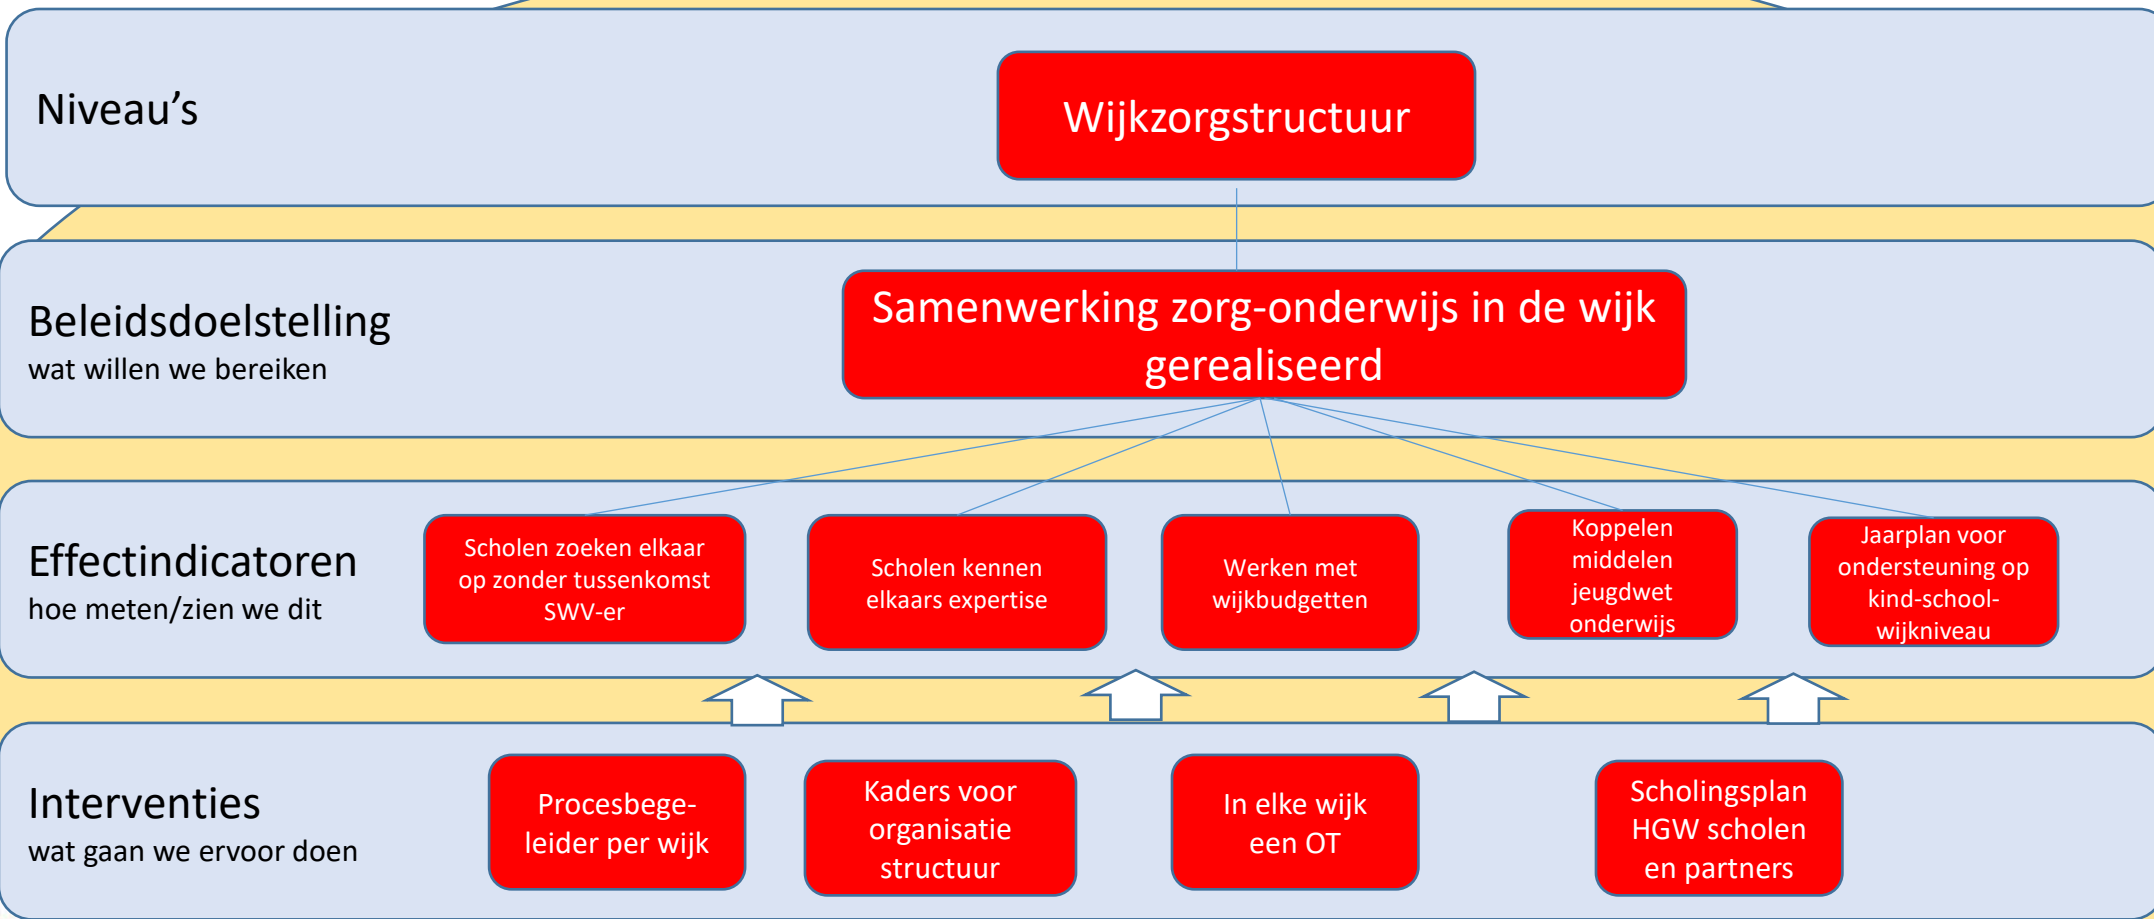 Niveau’s
Wijkzorgstructuur
Beleidsdoelstelling
wat willen we bereiken
Samenwerking zorg-onderwijs in de wijk
gerealiseerd
Effectindicatoren
hoe meten/zien we dit
Scholen zoeken elkaar
op zonder tussenkomst
SWV-er
Scholen kennen
elkaars expertise
Werken met
wijkbudgetten
Koppelen
middelen
jeugdwet
onderwijs
Jaarplan voor
ondersteuning op
kind-school-
wijkniveau
Interventies
wat gaan we ervoor doen
Procesbege-
leider per wijk
Kaders voor
organisatie
structuur
In elke wijk
een OT
Scholingsplan
HGW scholen
en partners